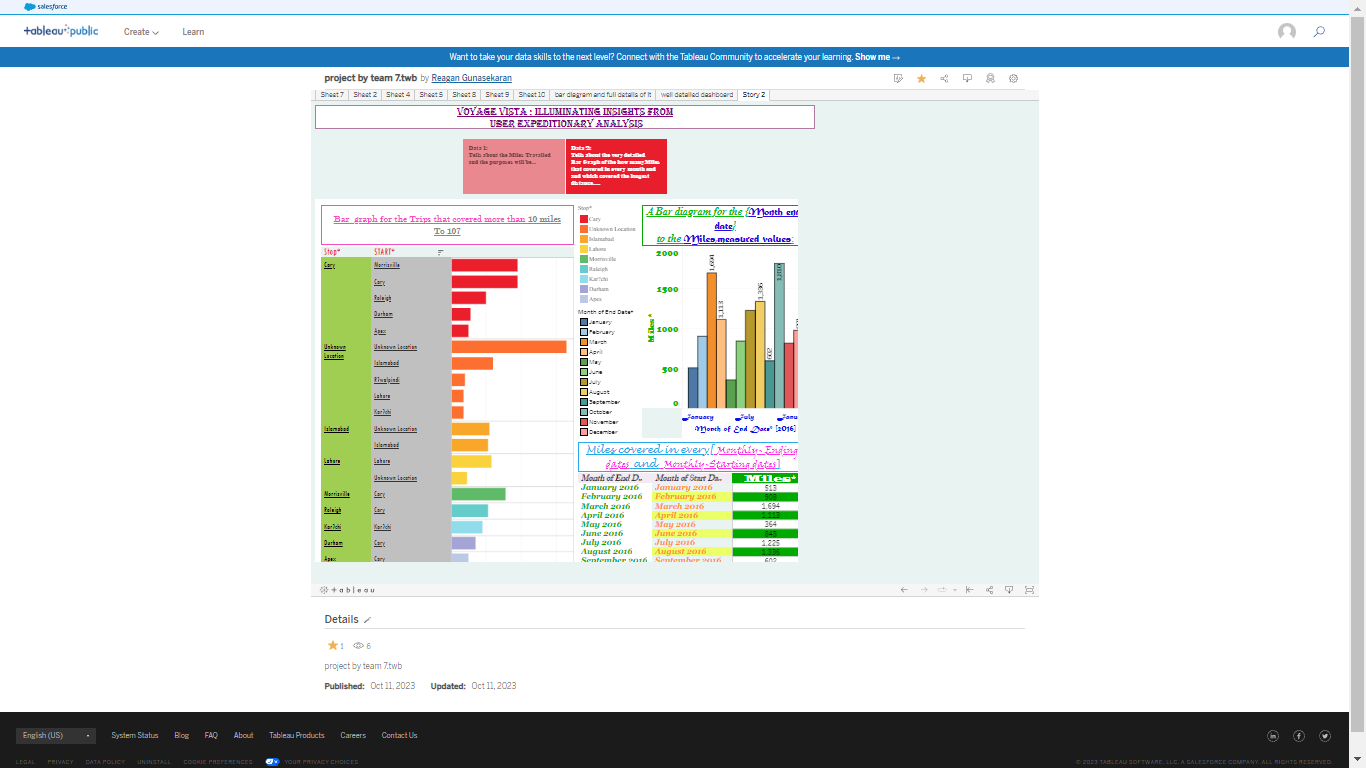 salesforce
+ableau public
Create
Learn
Want to take your data skills to the next level? Connect with the Tableau Community to accelerate your learning. Show me →
project by team 7.twb by Reagan Gunasekaran
Sheet 7
Sheet 2
Sheet 4
Sheet 5
Sheet 8
Sheet 9
Sheet 10
bar diagram and full details of it
well detailed dashboard
Story 2
VOYAGE VISTA : ILLUMINATING INSIGHTS FROM
UBER EXPEDITIONARY ANALYSIS
Data 1:
Tells about the Miles Travelled
and the purposes will be...
Data 2:
Tells about the very detailed
Bar Graph of the how many Miles
that covered in every month end
and which covered the longest
distance....
Bar graph for the Trips that covered more than 10 miles
To 107
Stop*
START*
Cary
Morrisville
Cary
Raleigh
Durham
Apex
Unknown
Location
Unknown Location
Islamabad
R?walpindi
Lahore
Kar?chi
Islamabad
Unknown Location
Islamabad
Lahore
Lahore
Unknown Location
Morrisville
Cary
Raleigh
Cary
Kar?chi
Kar?chi
Durham
Cary
Apex
Cary
Stop*
Cary
Unknown Location
Islamabad
Lahore
Morrisville
Raleigh
Kar?chi
Durham
Apex
Month of End Date*
January
February
March
April
May
June
July
August
September
October
November
December
A Bar diagram for the [Month en
date]
to the Miles,measured values:
Miles*
2000
1500
1000
500
0
1,694
1,113
1,336
602
1,810
January
July
Janu
Month of End Date* [2016]
Miles covered in every[ Monthly- Ending
dates and Monthly-Starting dates]
Month of End D..
Month of Start Da..
Miles*
January 2016
January 2016
513
February 2016
February 2016
908
March 2016
March 2016
1,694
April 2016
April 2016
1,113
May 2016
May 2016
364
June 2016
June 2016
843
July 2016
July 2016
1,225
August 2016
August 2016
1,336
September 2016
September 2016
602
+ a b l e a u
Details
1
6
project by team 7.twb
Published: Oct 11, 2023
Updated: Oct 11, 2023
English (US)
System Status
Blog
FAQ
About
Tableau Products
Careers
Contact Us
LEGAL
PRIVACY
DATA POLICY
UNINSTALL
COOKIE PREFERENCES
YOUR PRIVACY CHOICES
© 2023 TABLEAU SOFTWARE, LLC, A SALESFORCE COMPANY. ALL RIGHTS RESERVED.